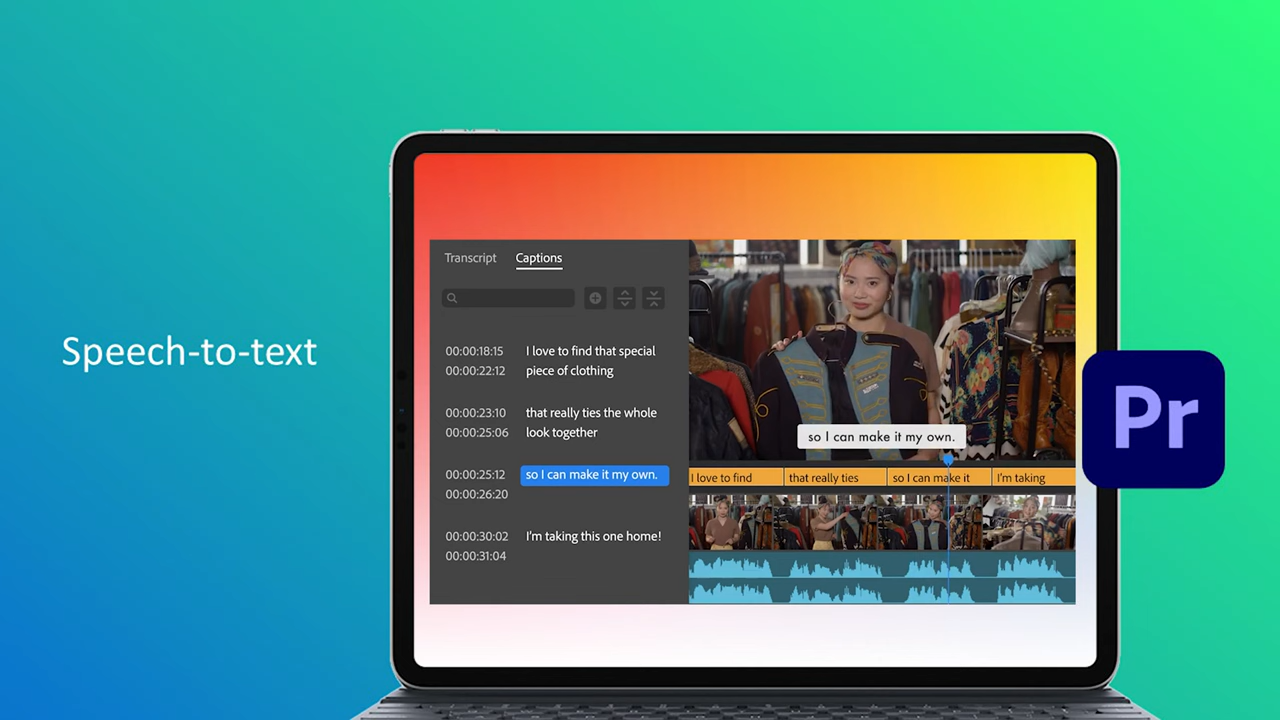 Speech-to-text
Transcript Captions
00:00:18:15 I love to find that special
00:00:22:12 piece of clothing
00:00:23:10 that really ties the whole
00:00:25:06 look together
00:00:25:12 so I can make it my own.
00:00:26:20
00:00:30:02 I'm taking this one home!
00:00:31:04
so I can make it my own.
I love to find that really ties so I can make it I'm taking
Pr